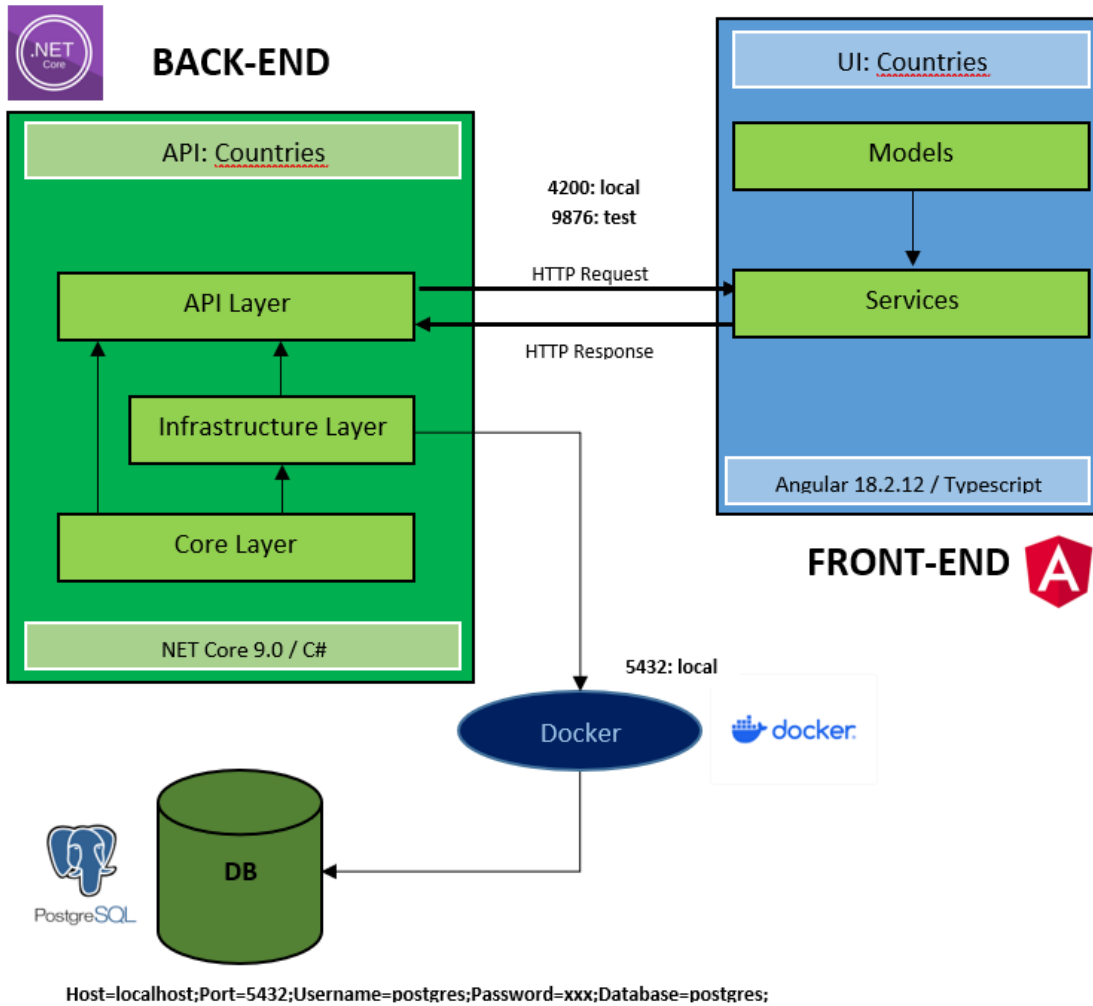 .NET
Core
BACK-END
API: Countries
API Layer
Infrastructure Layer
Core Layer
NET Core 9.0 / C#
4200: local
9876: test
HTTP Request
HTTP Response
UI: Countries
Models
Services
Angular 18.2.12 / Typescript
FRONT-END
A
5432: local
Docker
docker
DB
PostgreSQL
Host=localhost;Port=5432;Username=postgres;Password=xxx;Database=postgres;